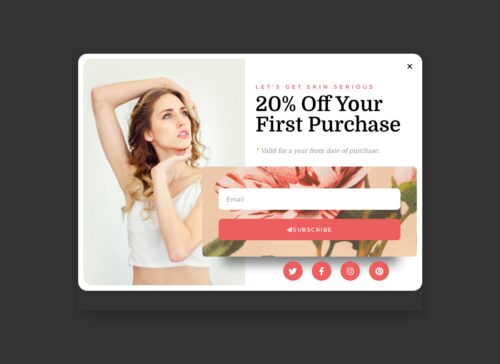 LET'S GET SKIN SERIOUS
20% Off Your
First Purchase
* Valid for a year from date of purchase.
Email
SUBSCRIBE